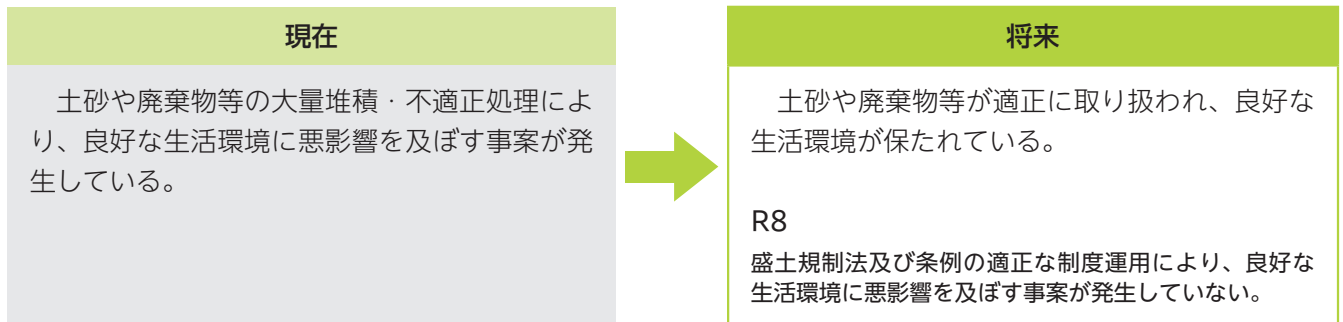 現在
土砂や廃棄物等の大量堆積・不適正処理によ
り、良好な生活環境に悪影響を及ぼす事案が発
生している。
将来
土砂や廃棄物等が適正に取り扱われ、良好な
生活環境が保たれている。
R8
盛土規制法及び条例の適正な制度運用により、良好な
生活環境に悪影響を及ぼす事案が発生していない。